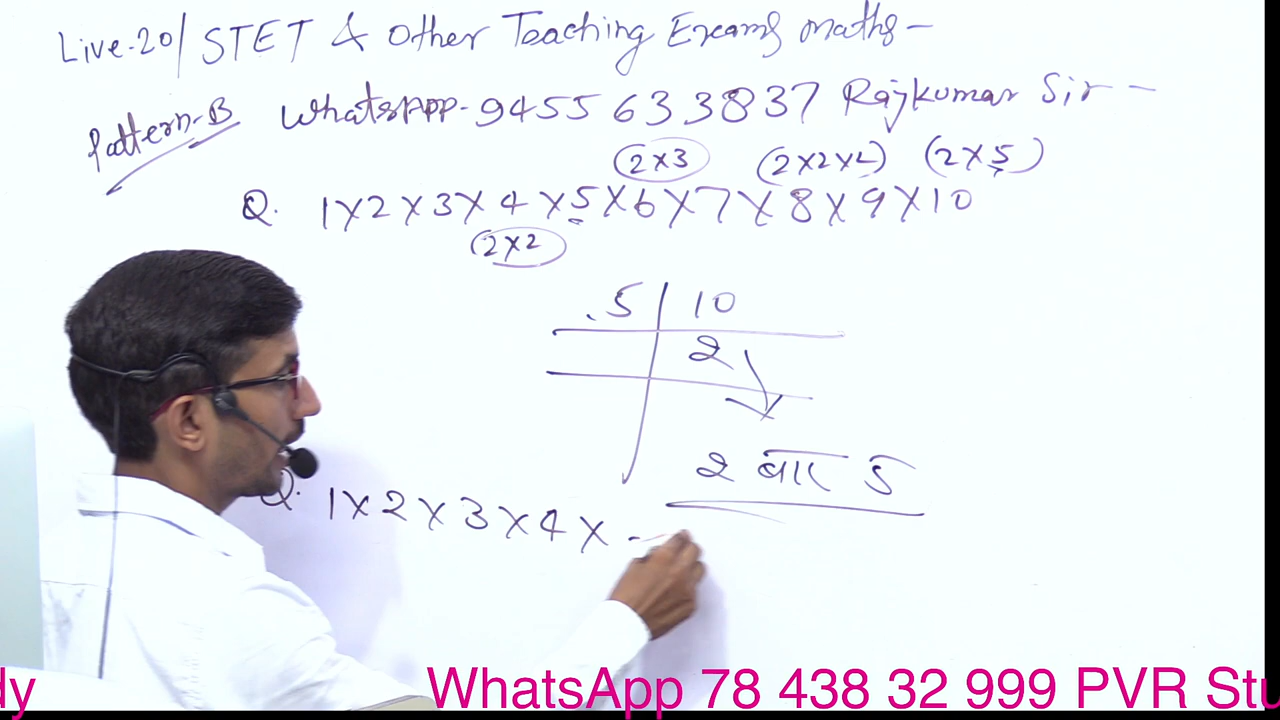 Live-20/ STET & Other Teaching Exams maths-
Pattern-B WhatsAPP-9455 633837 Rajkumar Sir-
(2×3) (2×2×2) (2×5)
Q. 1×2×3×4×5×6×7×8×9×10
(2×2)
.5 | 10
2
2 बार 5
Q. 1×2×3×4×-
dy WhatsApp 78 438 32 999 PVR Stu